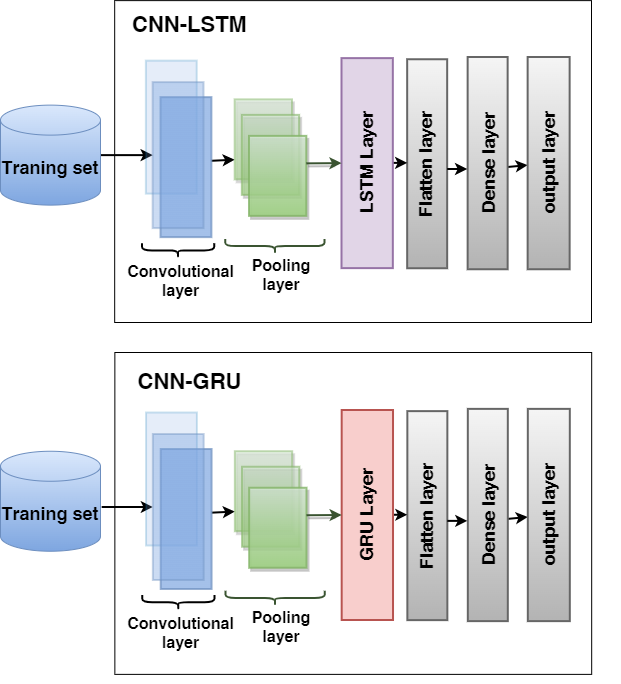 CNN-LSTM
Traning set
LSTM Layer
Flatten layer
Dense layer
output layer
Convolutional
layer
Pooling
layer
CNN-GRU
Traning set
GRU Layer
Flatten layer
Dense layer
output layer
Convolutional
layer
Pooling
layer